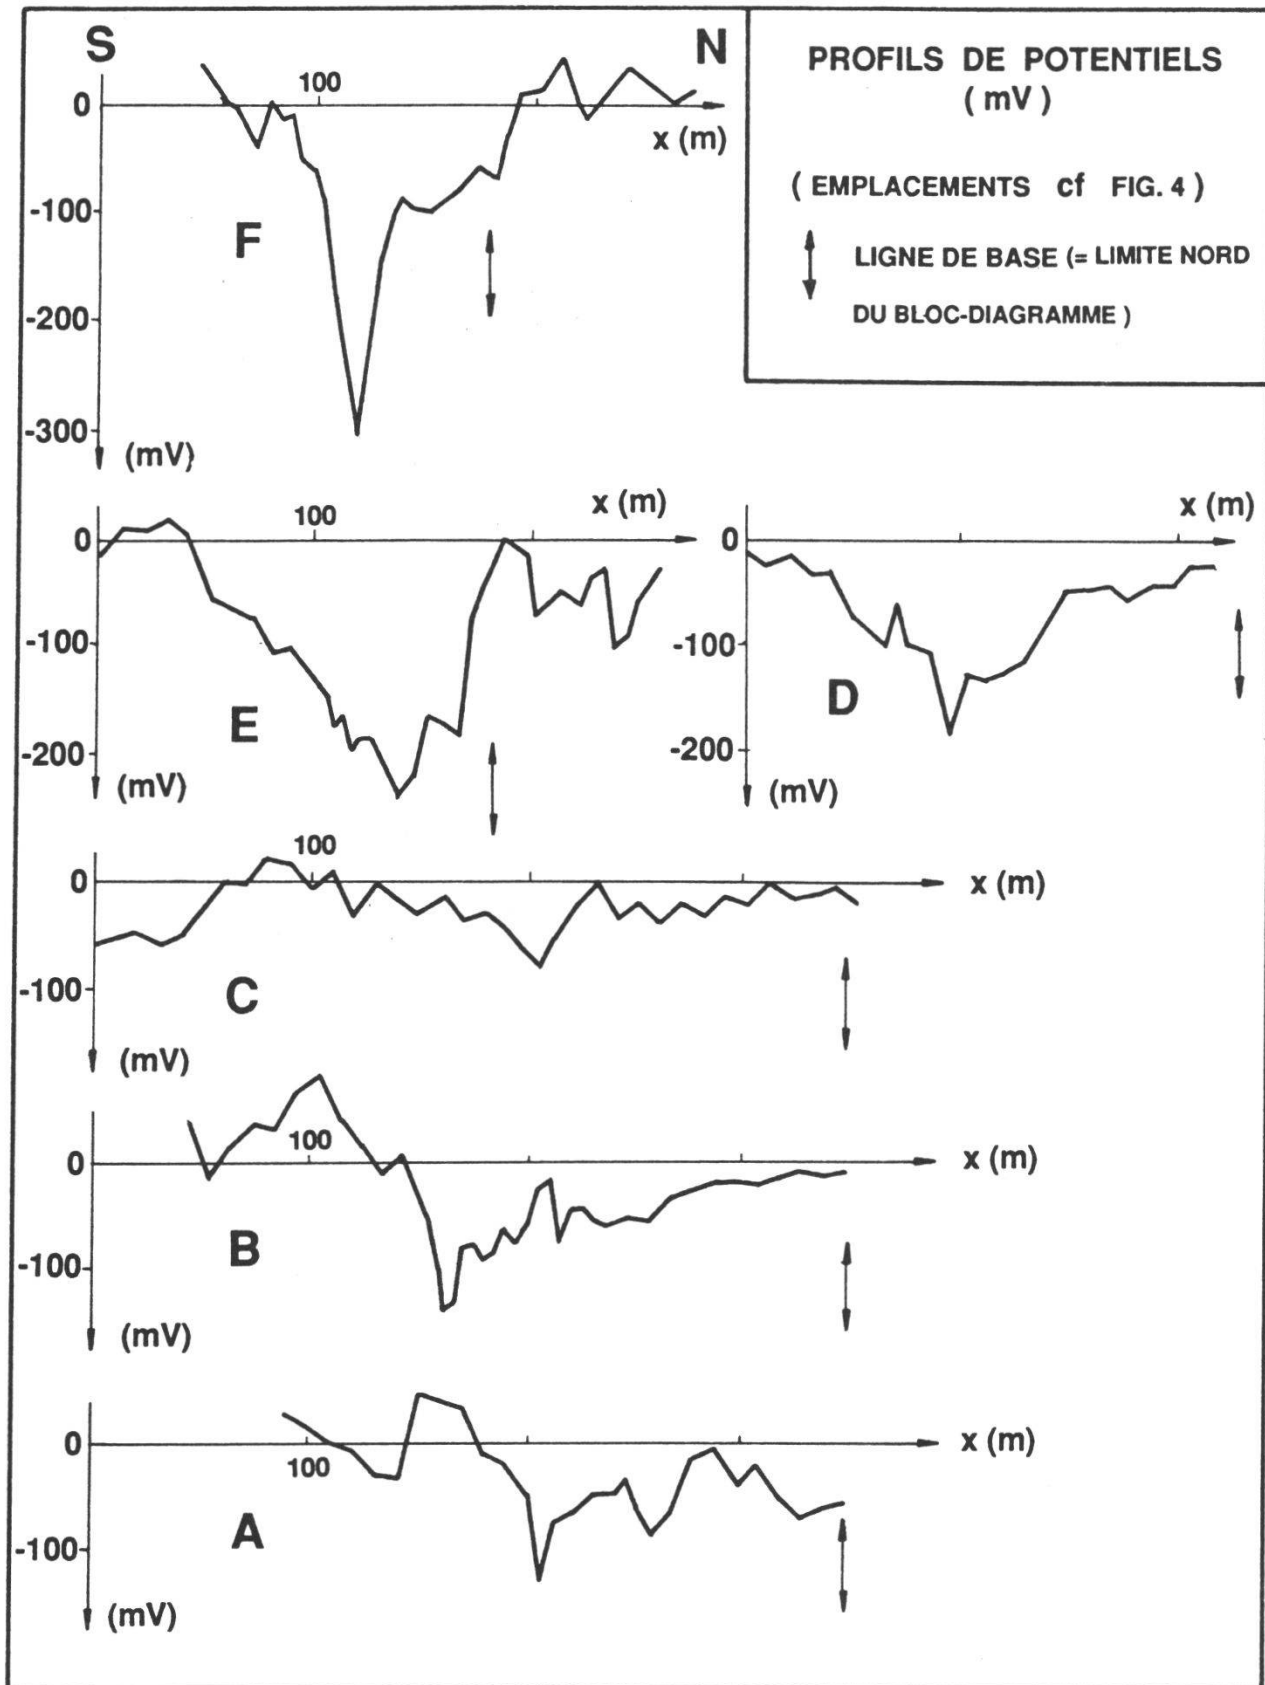 S
N
PROFILS DE POTENTIELS
( mV )
( EMPLACEMENTS cf FIG. 4 )
LIGNE DE BASE (= LIMITE NORD
DU BLOC-DIAGRAMME )
100
0
x (m)
-100
F
-200
-300
(mV)
100
x (m)
0
-100
E
-200
(mV)
x (m)
0
-100
D
-200
(mV)
100
0
x (m)
-100
C
(mV)
100
0
x (m)
B
-100
(mV)
0
x (m)
100
A
-100
(mV)